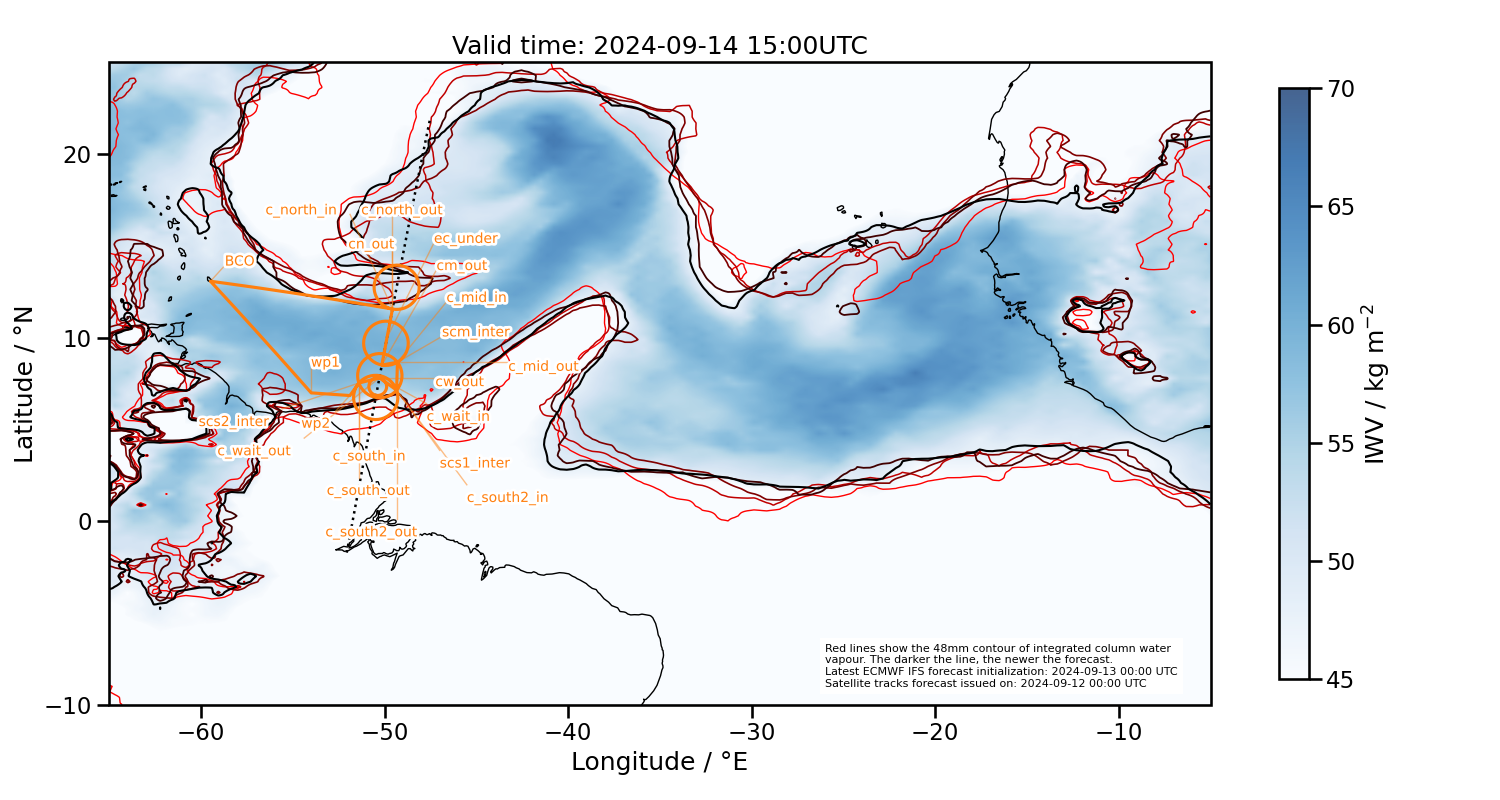 Valid time: 2024-09-14 15:00UTC
Latitude / °N
20
10
0
−10
c_north_in
c_north_out
cn_out
ec_under
BCO
cm_out
c_mid_in
scm_inter
wp1
c_mid_out
cw_out
scs2_inter
wp2
c_wait_in
c_wait_out
c_south_in
scs1_inter
c_south_out
c_south2_in
c_south2_out
Red lines show the 48mm contour of integrated column water
vapour. The darker the line, the newer the forecast.
Latest ECMWF IFS forecast initialization: 2024-09-13 00:00 UTC
Satellite tracks forecast issued on: 2024-09-12 00:00 UTC
−60
−50
−40
−30
−20
−10
Longitude / °E
70
65
60
55
50
45
IWV / kg m⁻²